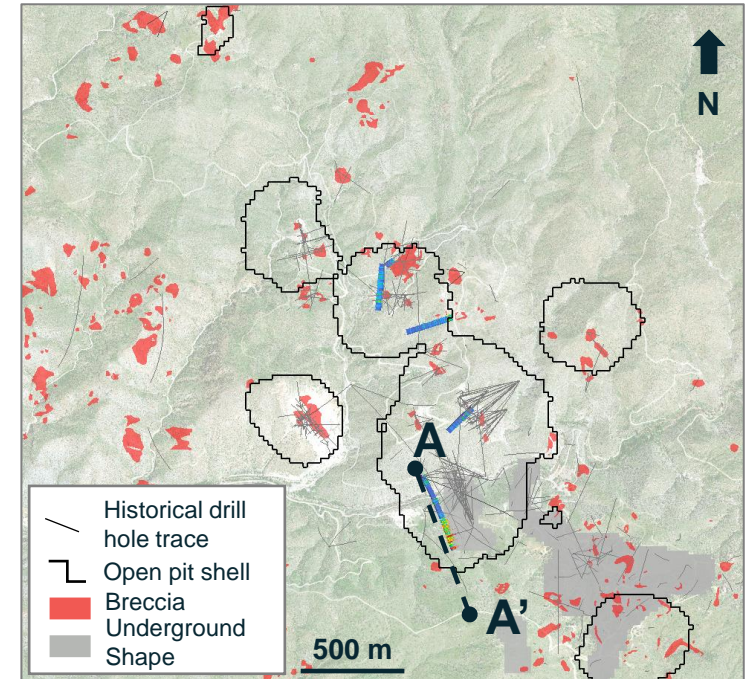 N
A
A’
Historical drill
hole trace
Open pit shell
Breccia
Underground
Shape
500 m